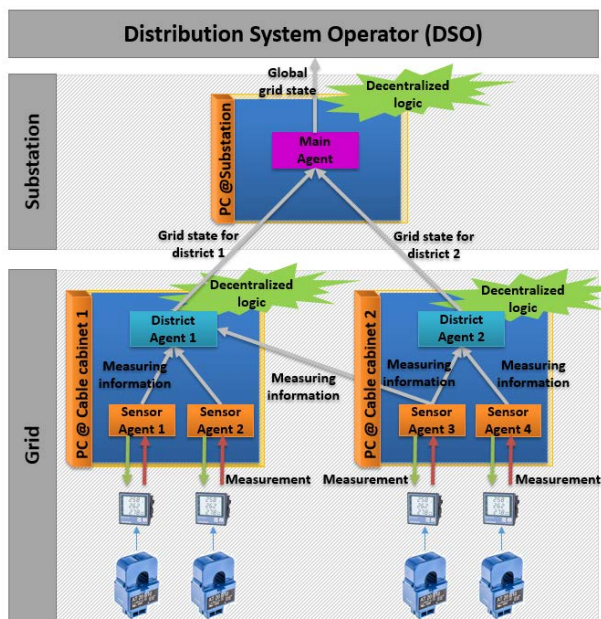 Distribution System Operator (DSO)
Global
grid state
Decentralized
logic
Substation
PC @Substation
Main
Agent
Grid state for
district 1
Grid state for
district 2
Grid
PC @ Cable cabinet 1
Decentralized
logic
District
Agent 1
Measuring
information
Sensor
Agent 1
Sensor
Agent 2
Measuring
information
PC @ Cable cabinet 2
Decentralized
logic
District
Agent 2
Measuring
information
Measuring
information
Sensor
Agent 3
Sensor
Agent 4
Measurement
Measurement
Measurement